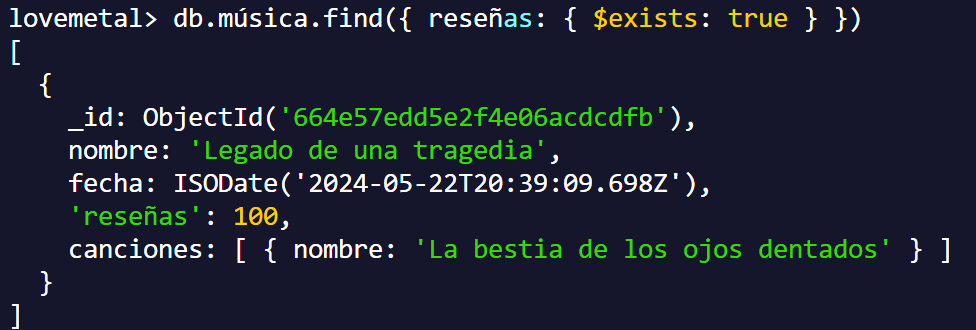 lovemetal> db.música.find({ reseñas: { $exists: true } })
[
  {
    _id: ObjectId('664e57edd5e2f4e06acdcdfb'),
    nombre: 'Legado de una tragedia',
    fecha: ISODate('2024-05-22T20:39:09.698Z'),
    'reseñas': 100,
    canciones: [ { nombre: 'La bestia de los ojos dentados' } ]
  }
]